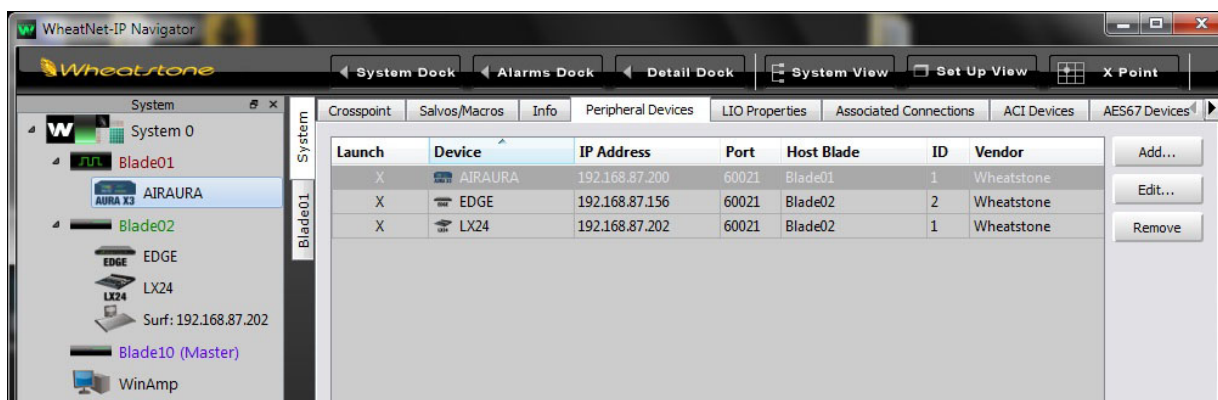 WheatNet-IP Navigator
Wheatstone
System Dock Alarms Dock Detail Dock System View Set Up View X Point
System
W System 0
Blade01
AURA X3 AIRAURA
Blade02
EDGE EDGE
LX24 LX24
Surf: 192.168.87.202
Blade10 (Master)
WinAmp
System
Blade01
Crosspoint Salvos/Macros Info Peripheral Devices LIO Properties Associated Connections ACI Devices AES67 Devices
Launch Device IP Address Port Host Blade ID Vendor
X AIRAURA 192.168.87.200 60021 Blade01 1 Wheatstone
X EDGE 192.168.87.156 60021 Blade02 2 Wheatstone
X LX24 192.168.87.202 60021 Blade02 1 Wheatstone
Add...
Edit...
Remove